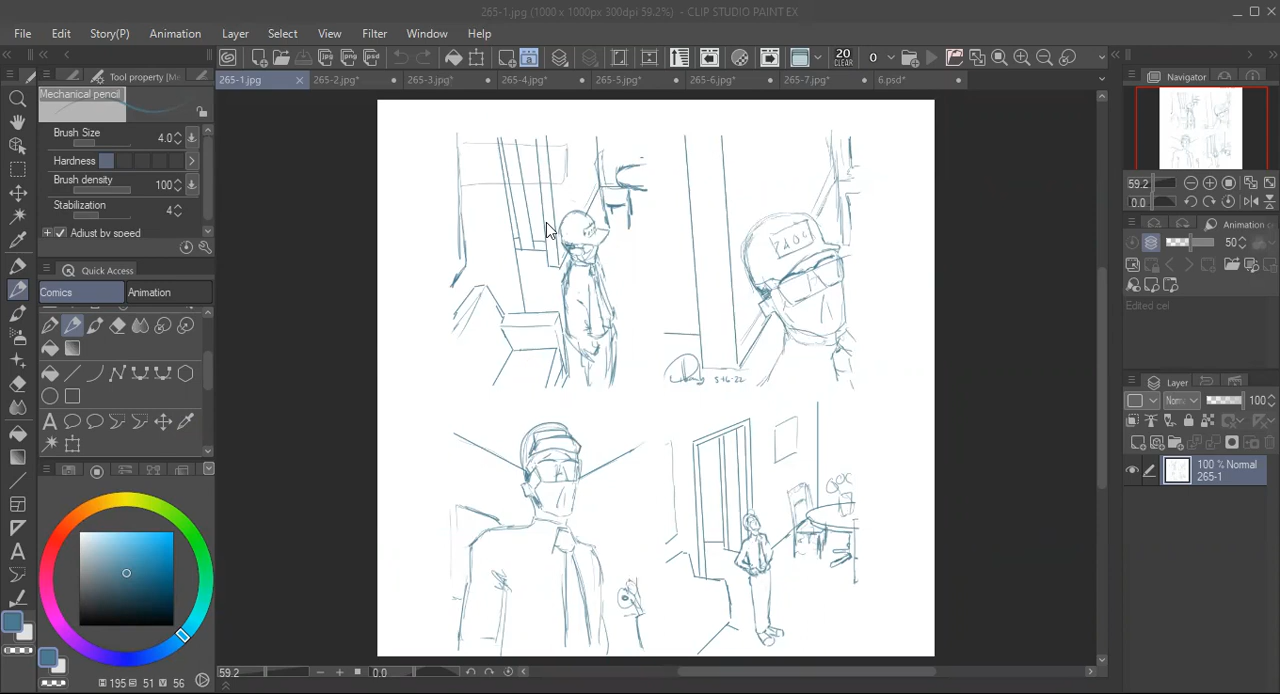 265-1.jpg (1000 x 1000px 300dpi 59.2%) - CLIP STUDIO PAINT EX
File Edit Story(P) Animation Layer Select View Filter Window Help
20 CLEAR 0
265-1.jpg 265-2.jpg* 265-3.jpg* 265-4.jpg* 265-5.jpg* 265-6.jpg* 265-7.jpg* 6.psd*
Tool property [Me
Mechanical pencil
Brush Size 4.0
Hardness
Brush density 100
Stabilization 4
Adjust by speed
Quick Access
Comics Animation
H 195 S 51 V 56
5-16-22
59.2 0.0
Navigator
59.2
0.0
Animation
50
Edited cel
Layer
Norm 100
100 % Normal
265-1